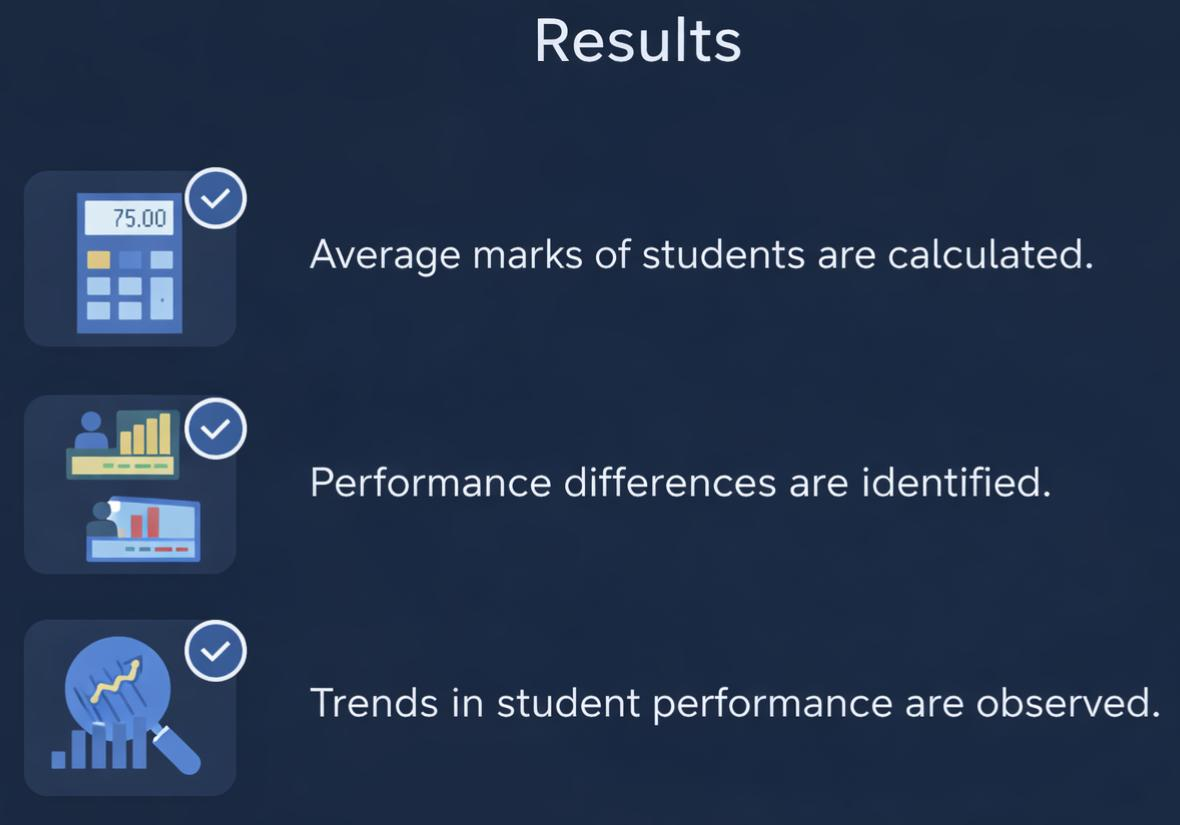 Results
75.00
Average marks of students are calculated.
Performance differences are identified.
Trends in student performance are observed.